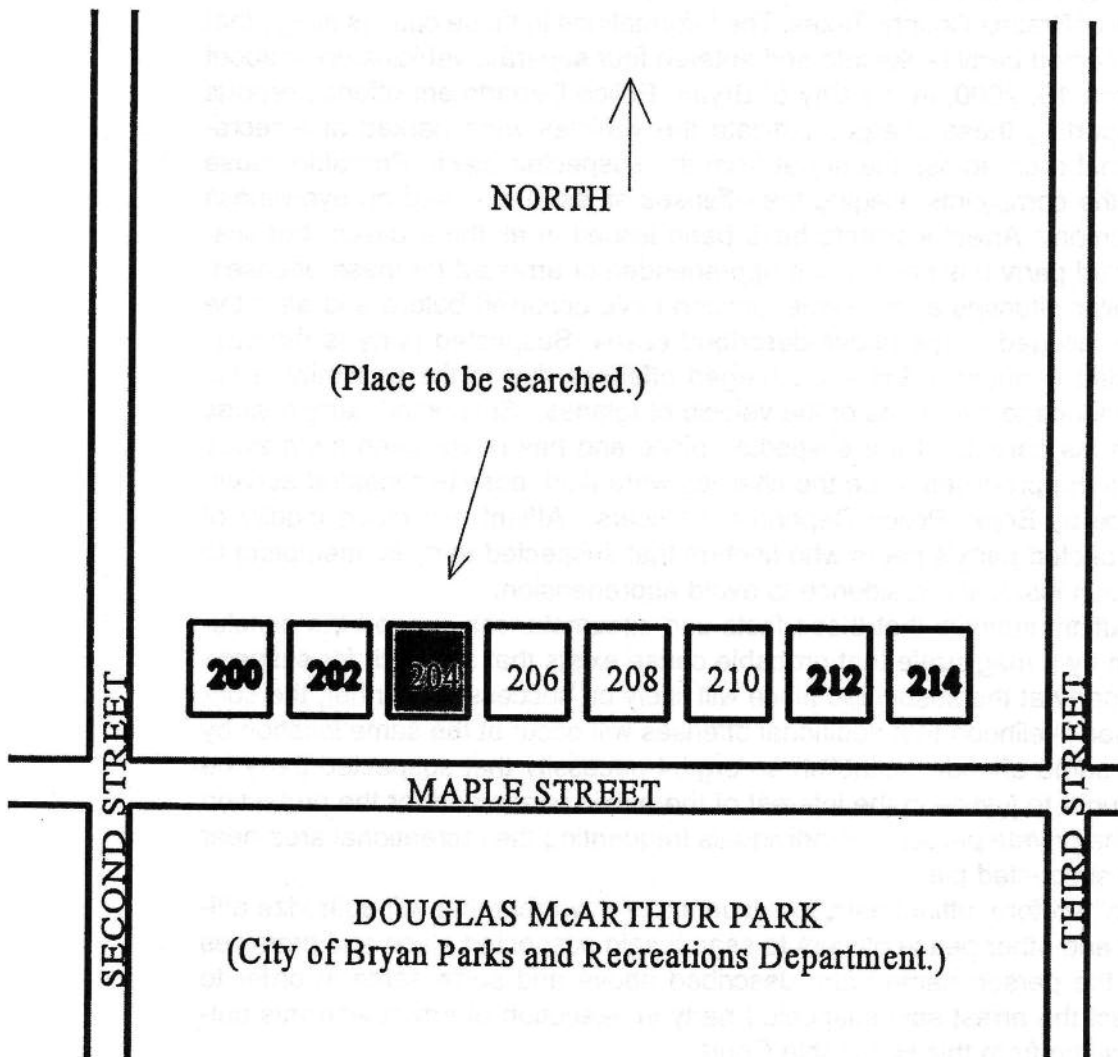 NORTH
(Place to be searched.)
200 202 204 206 208 210 212 214
MAPLE STREET
SECOND STREET
THIRD STREET
DOUGLAS McARTHUR PARK
(City of Bryan Parks and Recreations Department.)